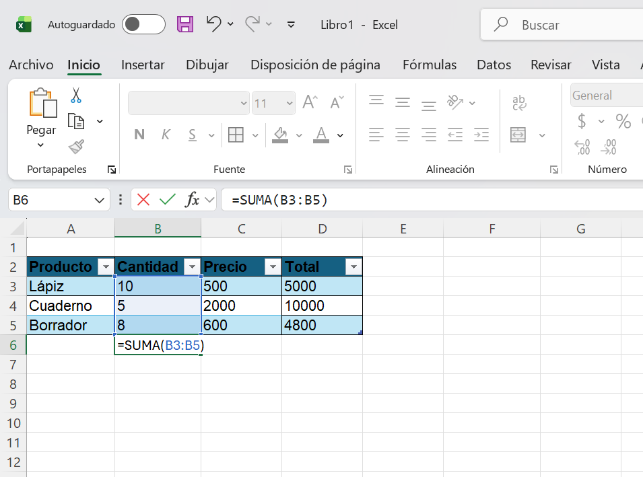 Autoguardado Libro1 - Excel Buscar
Archivo Inicio Insertar Dibujar Disposición de página Fórmulas Datos Revisar Vista
Pegar 11 A A ab General
N K S A $ %
Portapapeles Fuente Alineación Número
B6 fx =SUMA(B3:B5)
A B C D E F G
1
2 Producto Cantidad Precio Total
3 Lápiz 10 500 5000
4 Cuaderno 5 2000 10000
5 Borrador 8 600 4800
6 =SUMA(B3:B5)
7
8
9
10
11
12